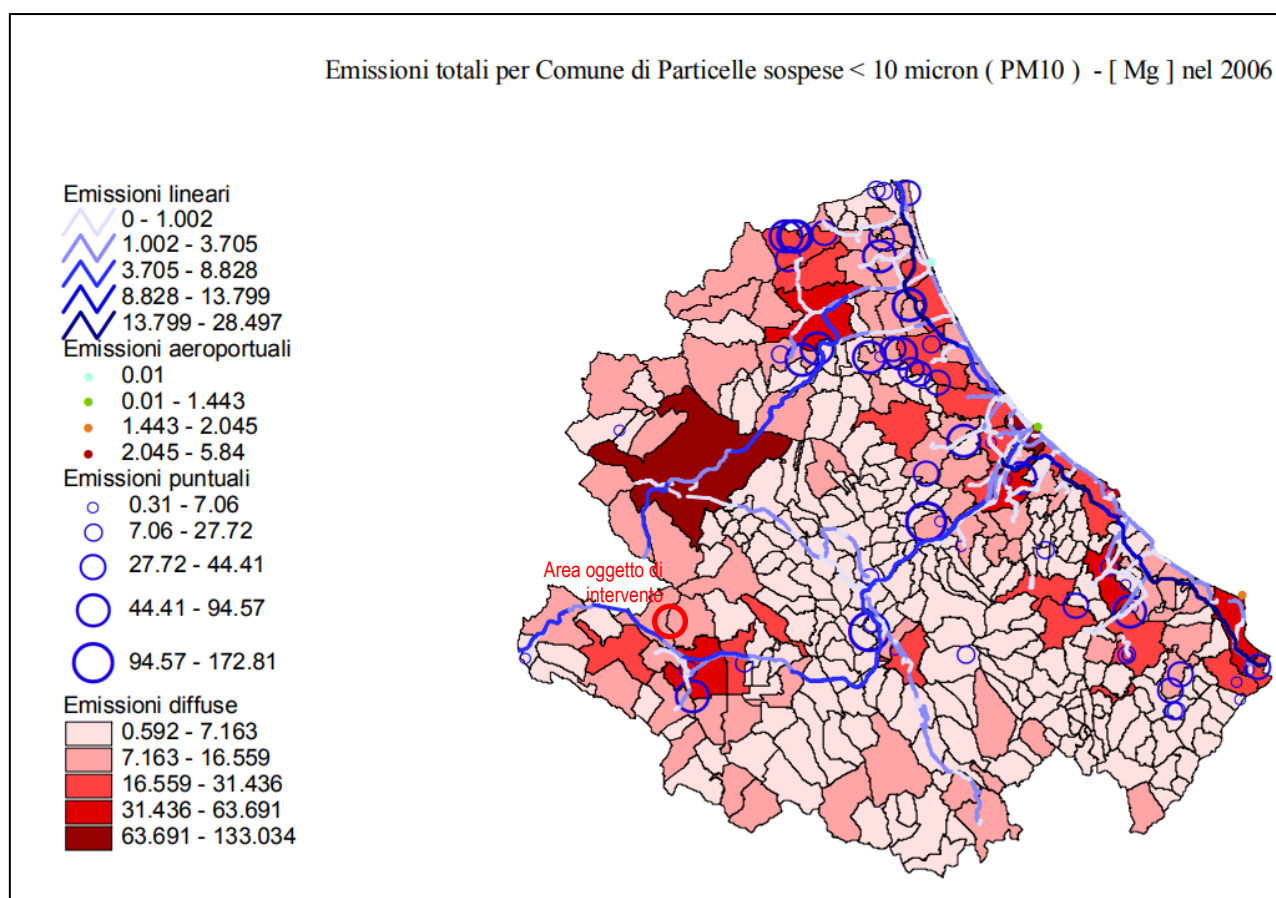 Emissioni totali per Comune di Particelle sospese < 10 micron ( PM10 ) - [ Mg ] nel 2006
Emissioni lineari
0 - 1.002
1.002 - 3.705
3.705 - 8.828
8.828 - 13.799
13.799 - 28.497
Emissioni aeroportuali
0.01
0.01 - 1.443
1.443 - 2.045
2.045 - 5.84
Emissioni puntuali
0.31 - 7.06
7.06 - 27.72
27.72 - 44.41
44.41 - 94.57
94.57 - 172.81
Emissioni diffuse
0.592 - 7.163
7.163 - 16.559
16.559 - 31.436
31.436 - 63.691
63.691 - 133.034
Area oggetto di
intervento